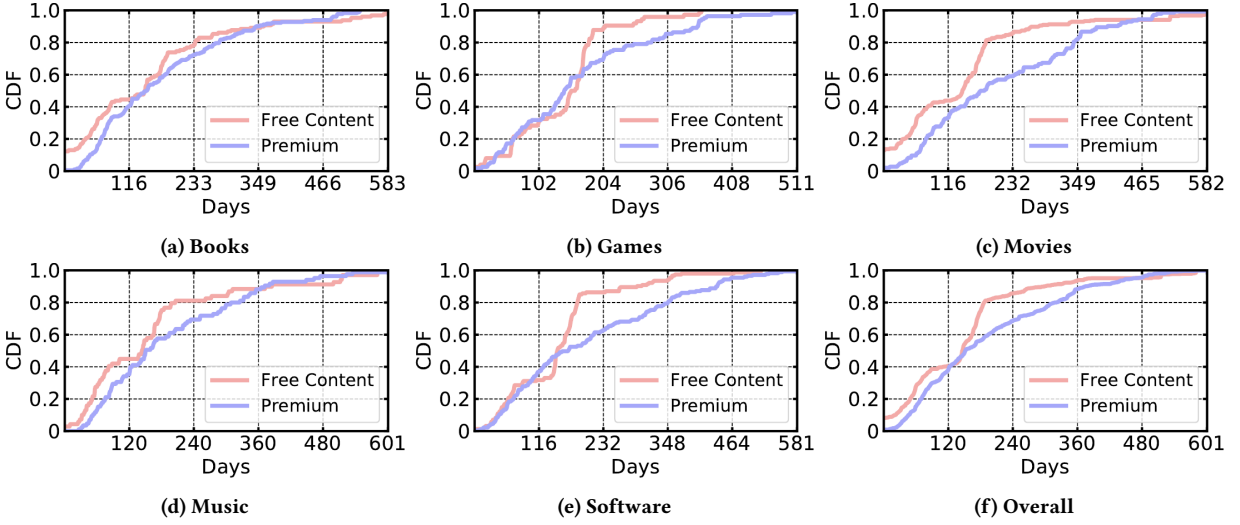 1.0
0.8
0.6
0.4
0.2
0
CDF
Free Content
Premium
116 233 349 466 583
Days
(a) Books
1.0
0.8
0.6
0.4
0.2
0
CDF
Free Content
Premium
102 204 306 408 511
Days
(b) Games
1.0
0.8
0.6
0.4
0.2
0
CDF
Free Content
Premium
116 232 349 465 582
Days
(c) Movies
1.0
0.8
0.6
0.4
0.2
0
CDF
Free Content
Premium
120 240 360 480 601
Days
(d) Music
1.0
0.8
0.6
0.4
0.2
0
CDF
Free Content
Premium
116 232 348 464 581
Days
(e) Software
1.0
0.8
0.6
0.4
0.2
0
CDF
Free Content
Premium
120 240 360 480 601
Days
(f) Overall